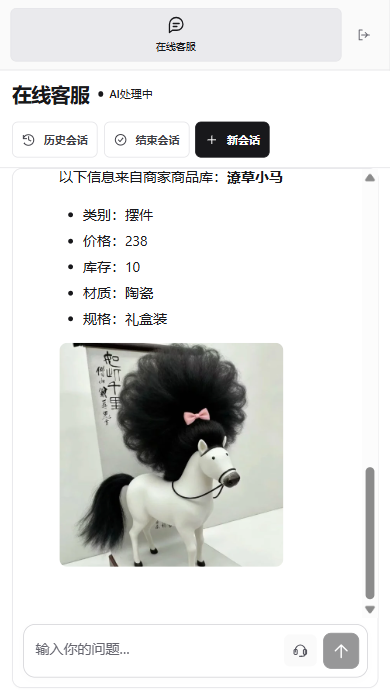 在线客服
在线客服 • AI处理中
历史会话
结束会话
新会话
以下信息来自商家商品库：潦草小马
类别：摆件
价格：238
库存：10
材质：陶瓷
规格：礼盒装
千里
输入你的问题...